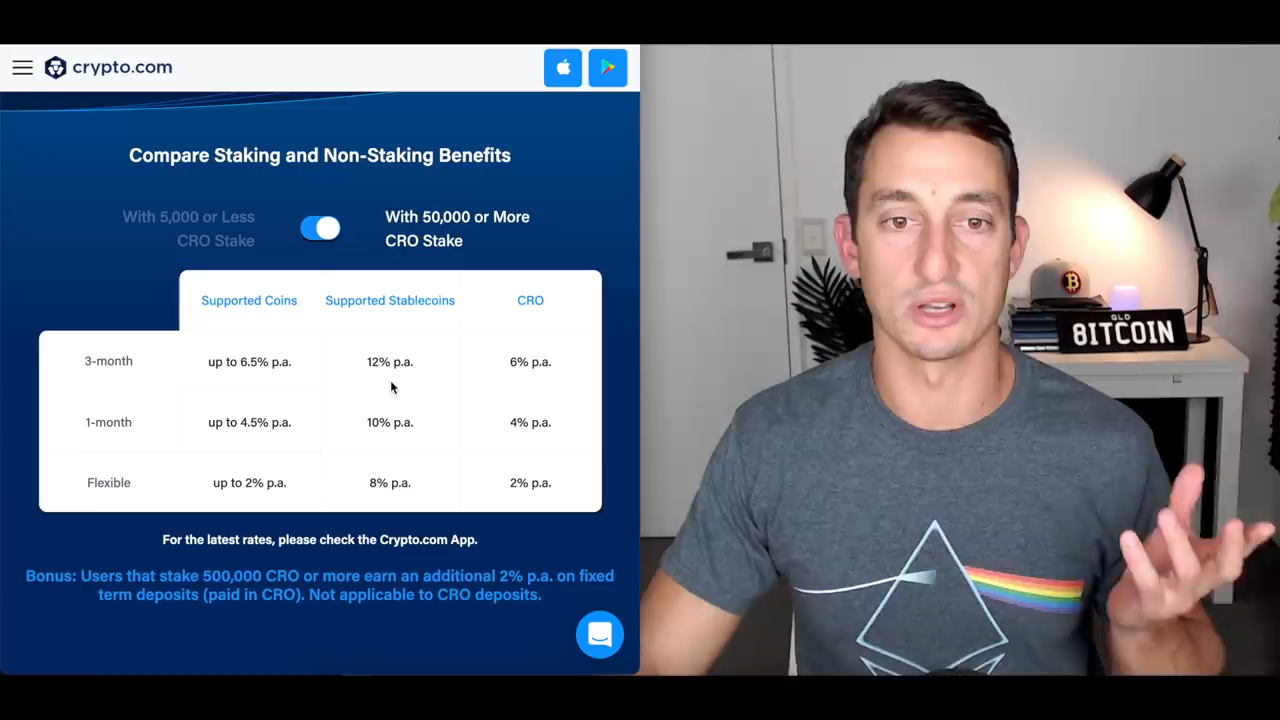 crypto.com
Compare Staking and Non-Staking Benefits
With 5,000 or Less
CRO Stake
With 50,000 or More
CRO Stake
Supported Coins Supported Stablecoins CRO
3-month up to 6.5% p.a. 12% p.a. 6% p.a.
1-month up to 4.5% p.a. 10% p.a. 4% p.a.
Flexible up to 2% p.a. 8% p.a. 2% p.a.
For the latest rates, please check the Crypto.com App.
Bonus: Users that stake 500,000 CRO or more earn an additional 2% p.a. on fixed
term deposits (paid in CRO). Not applicable to CRO deposits.
QLD
8ITCOIN